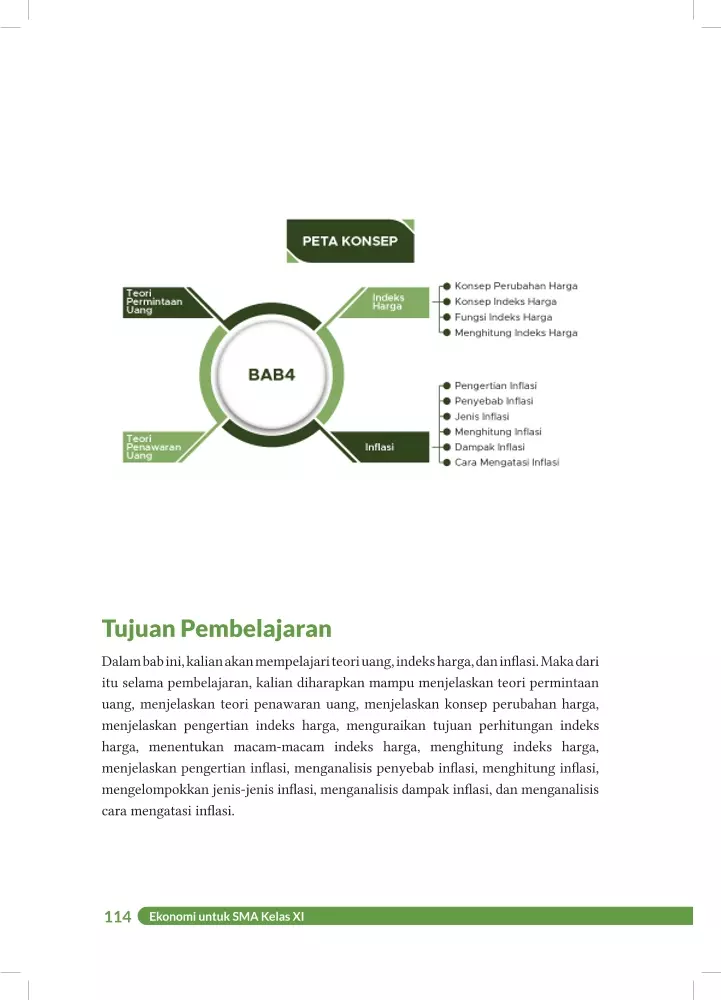 PETA KONSEP
Teori
Permintaan
Uang
Indeks
Harga
Konsep Perubahan Harga
Konsep Indeks Harga
Fungsi Indeks Harga
Menghitung Indeks Harga
BAB4
Teori
Penawaran
Uang
Inflasi
Pengertian Inflasi
Penyebab Inflasi
Jenis Inflasi
Menghitung Inflasi
Dampak Inflasi
Cara Mengatasi Inflasi
Tujuan Pembelajaran
Dalam bab ini, kalian akan mempelajari teori uang, indeks harga, dan inflasi. Maka dari
itu selama pembelajaran, kalian diharapkan mampu menjelaskan teori permintaan
uang, menjelaskan teori penawaran uang, menjelaskan konsep perubahan harga,
menjelaskan pengertian indeks harga, menguraikan tujuan perhitungan indeks
harga, menentukan macam-macam indeks harga, menghitung indeks harga,
menjelaskan pengertian inflasi, menganalisis penyebab inflasi, menghitung inflasi,
mengelompokkan jenis-jenis inflasi, menganalisis dampak inflasi, dan menganalisis
cara mengatasi inflasi.
114 Ekonomi untuk SMA Kelas XI